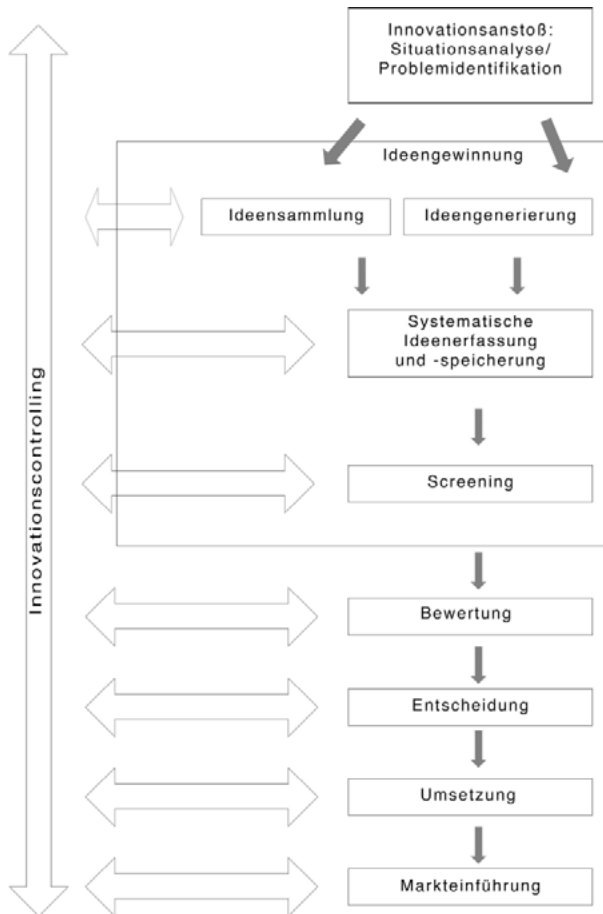 Innovationsanstoß:
Situationsanalyse/
Problemidentifikation
Ideengewinnung
Ideensammlung
Ideengenerierung
Systematische
Ideenerfassung
und -speicherung
Screening
Bewertung
Entscheidung
Umsetzung
Markteinführung
Innovationscontrolling